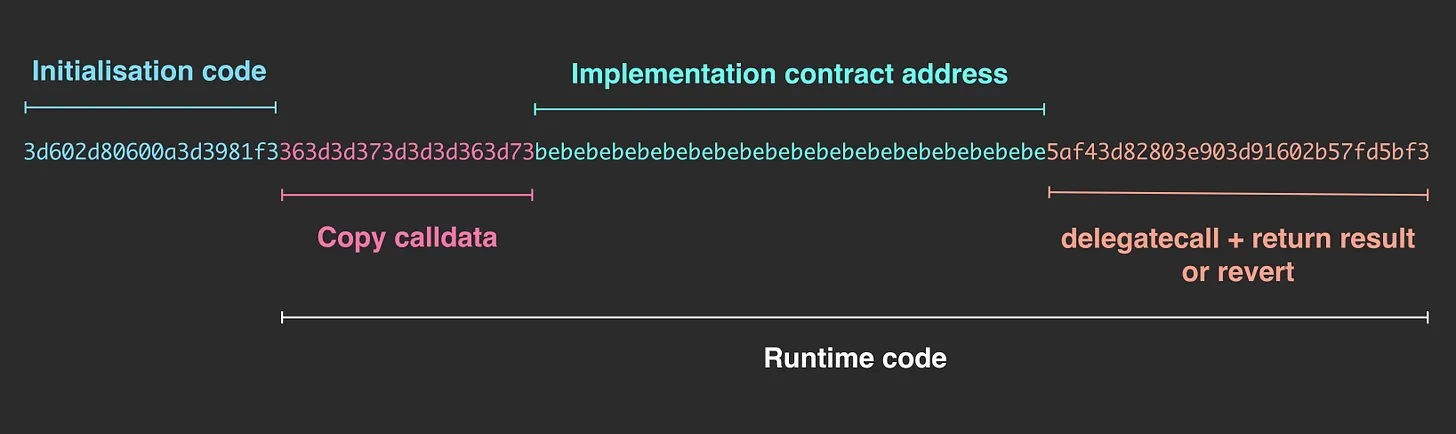 Initialisation code
Implementation contract address
3d602d80600a3d3981f3363d3d373d3d3d363d73bebebebebebebebebebebebebebebebebebebebe5af43d82803e903d91602b57fd5bf3
Copy calldata
delegatecall + return result
or revert
Runtime code